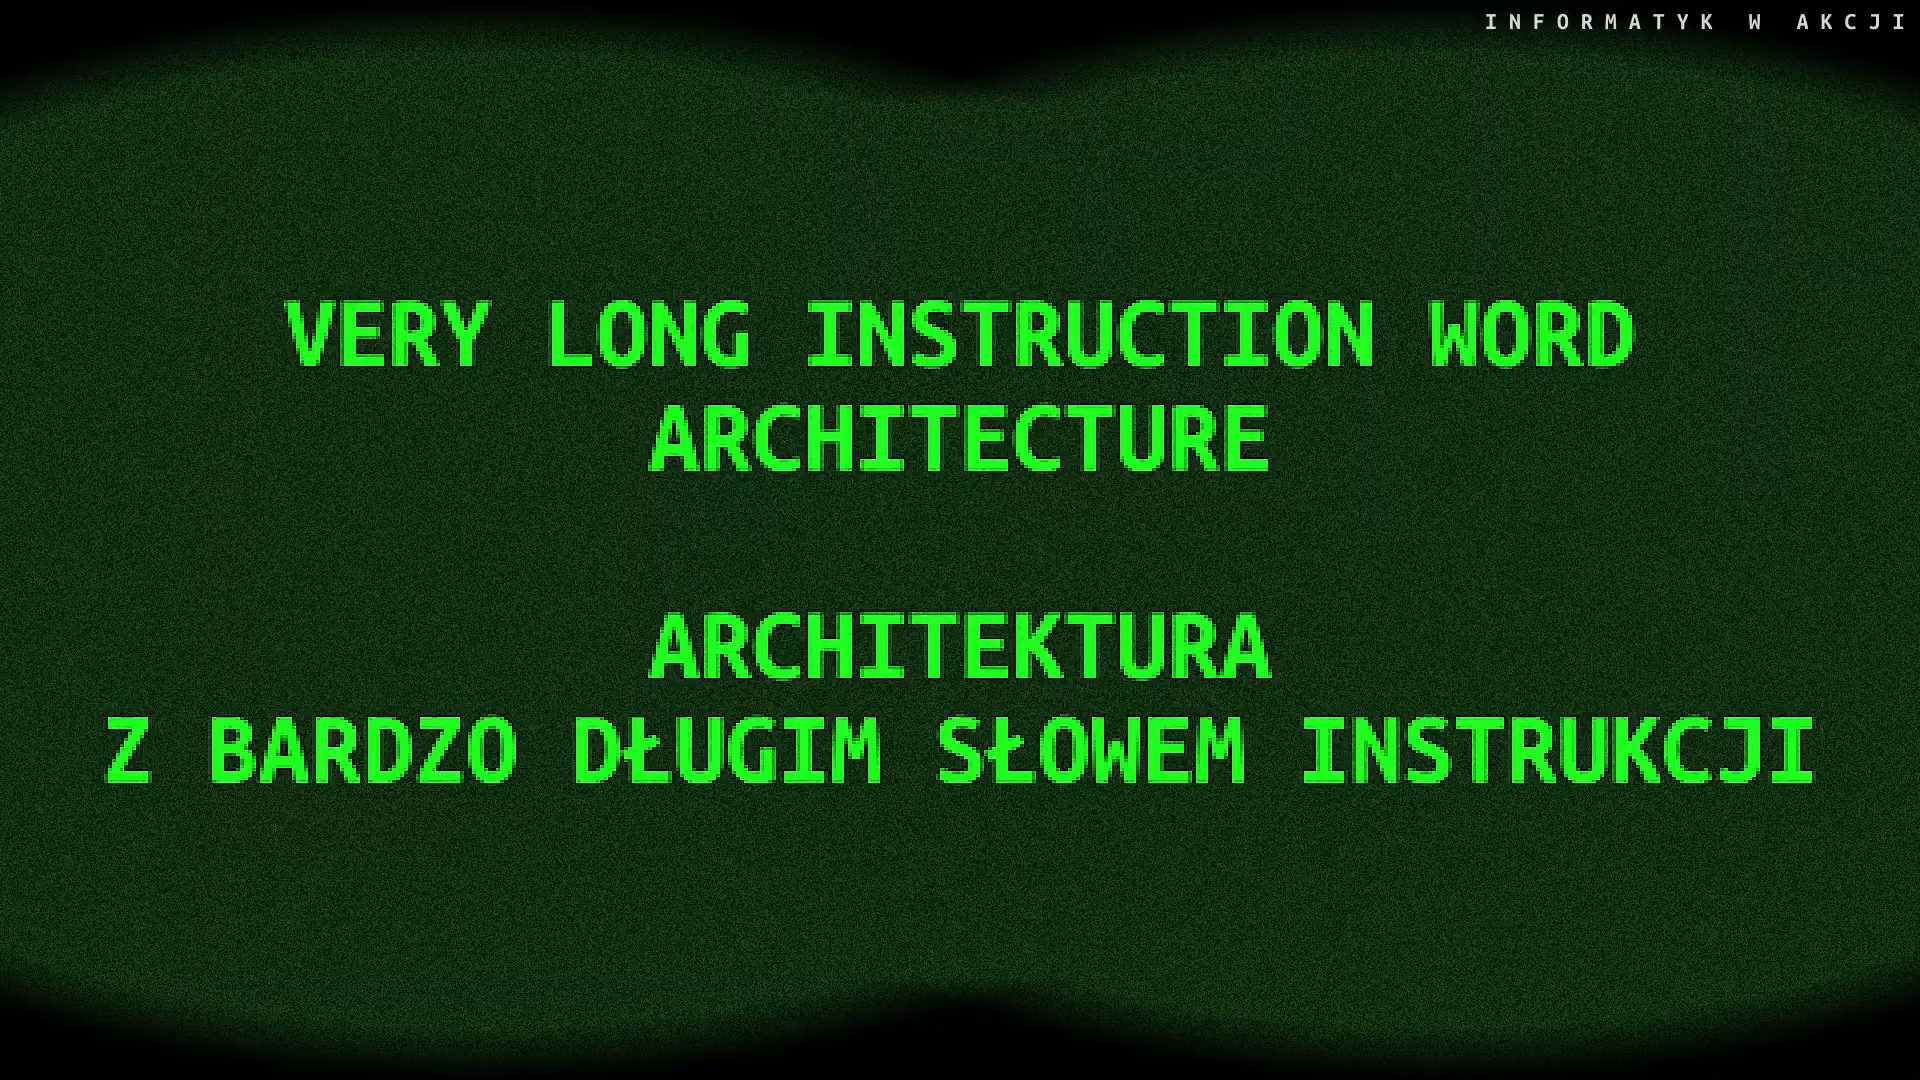 INFORMATYK W AKCJI
VERY LONG INSTRUCTION WORD
ARCHITECTURE
ARCHITEKTURA
Z BARDZO DŁUGIM SŁOWEM INSTRUKCJI